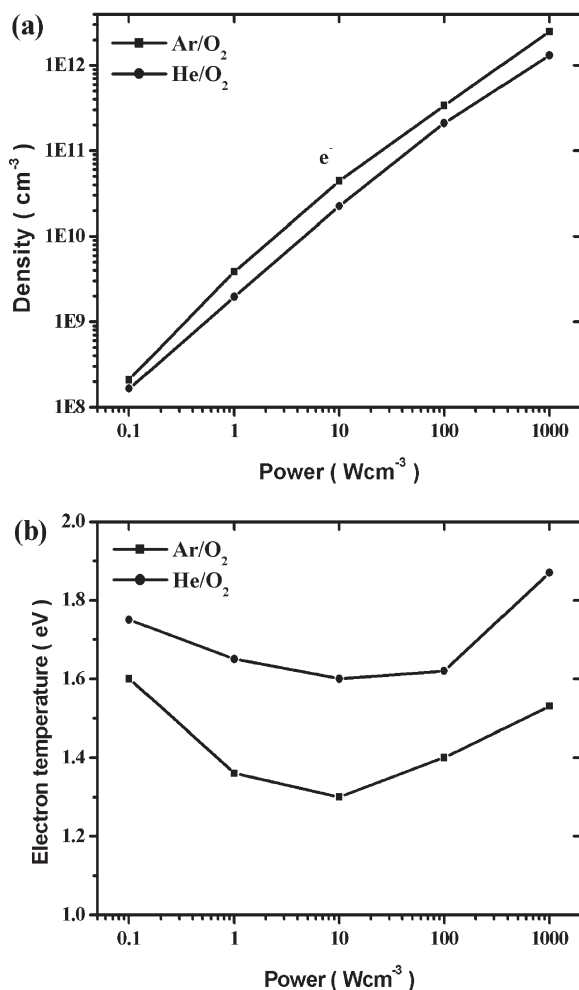 (a)
Ar/O₂
He/O₂
1E12
1E11
1E10
1E9
1E8
Density ( cm⁻³ )
e⁻
0.1 1 10 100 1000
Power ( Wcm⁻³ )
(b)
Ar/O₂
He/O₂
2.0
1.8
1.6
1.4
1.2
1.0
Electron temperature ( eV )
0.1 1 10 100 1000
Power ( Wcm⁻³ )